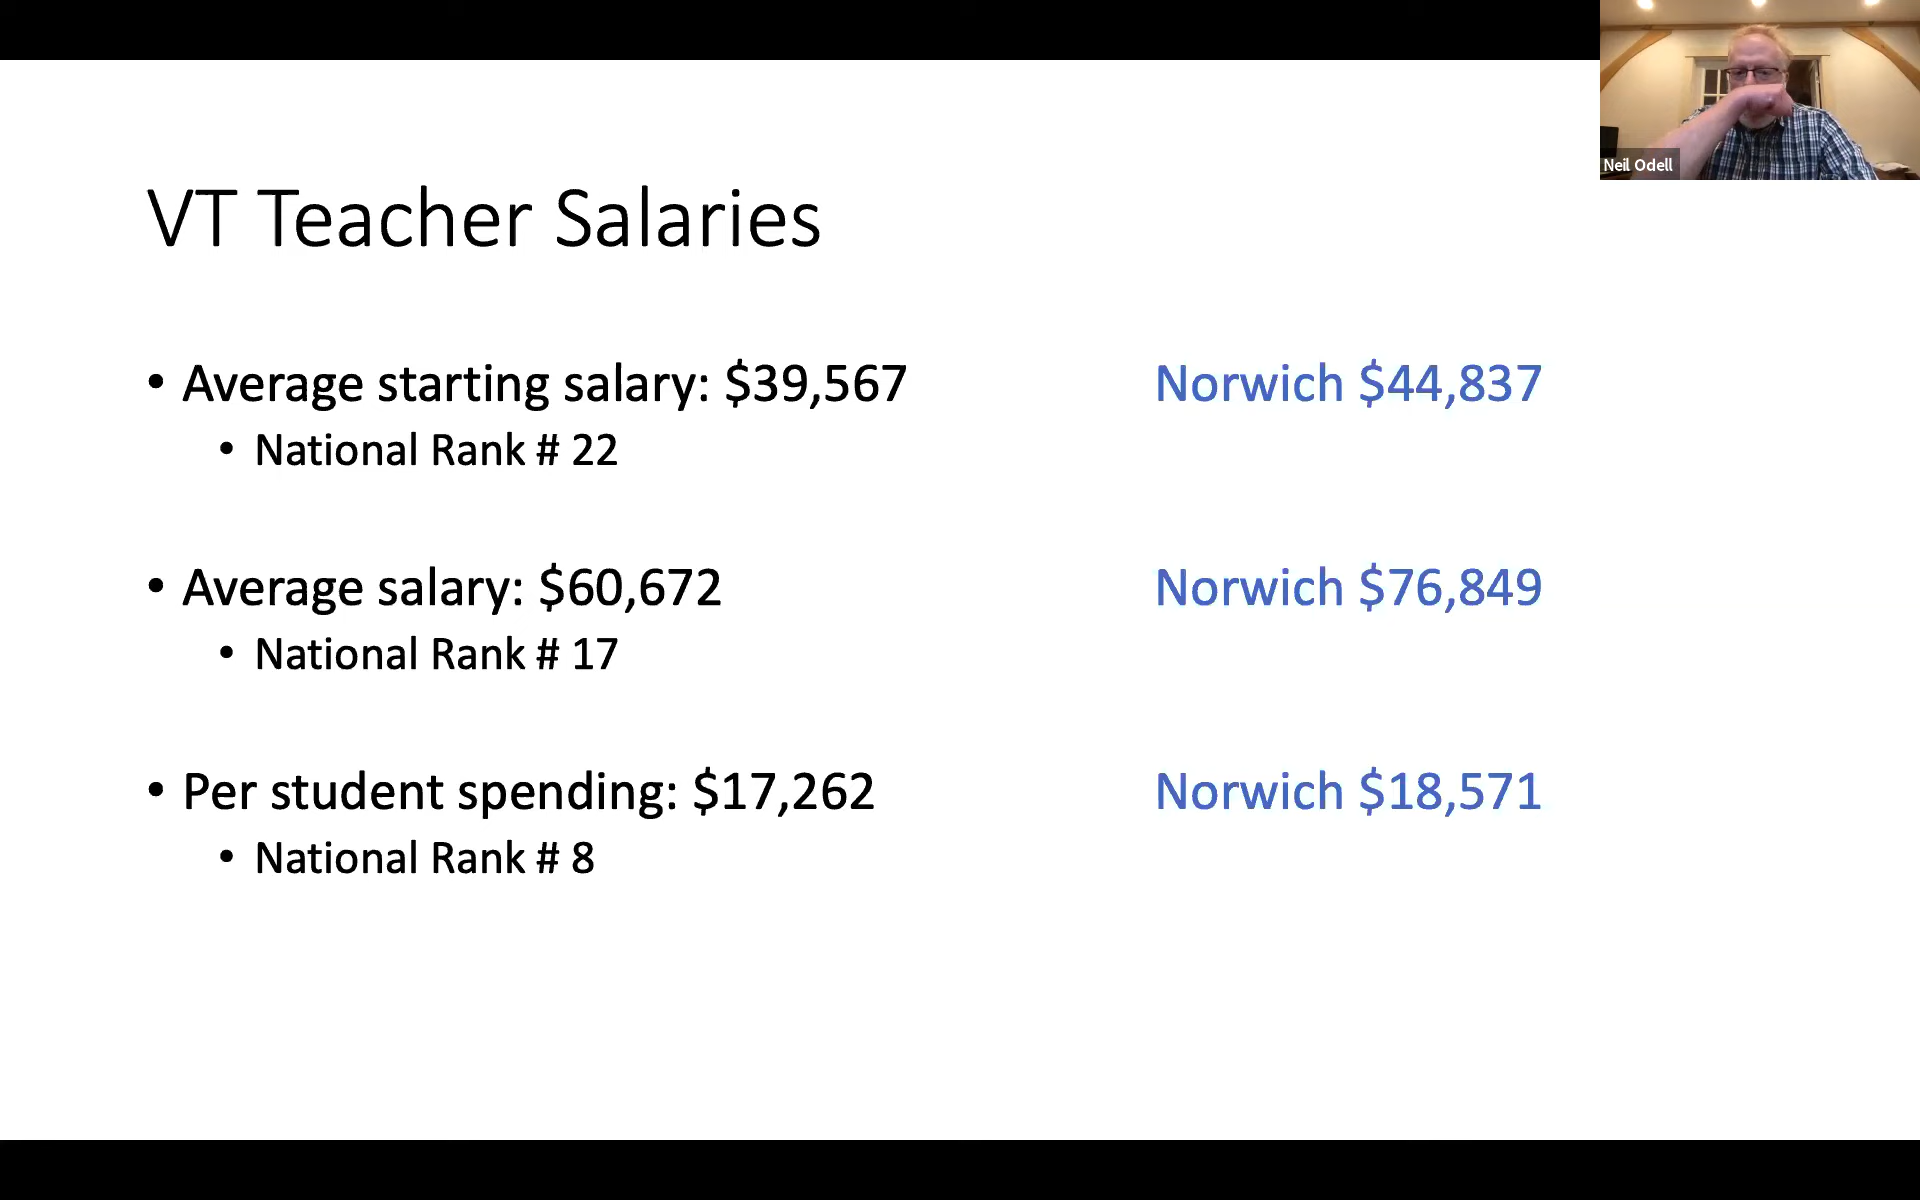 Neil Odell
VT Teacher Salaries
• Average starting salary: $39,567 Norwich $44,837
• National Rank # 22
• Average salary: $60,672 Norwich $76,849
• National Rank # 17
• Per student spending: $17,262 Norwich $18,571
• National Rank # 8